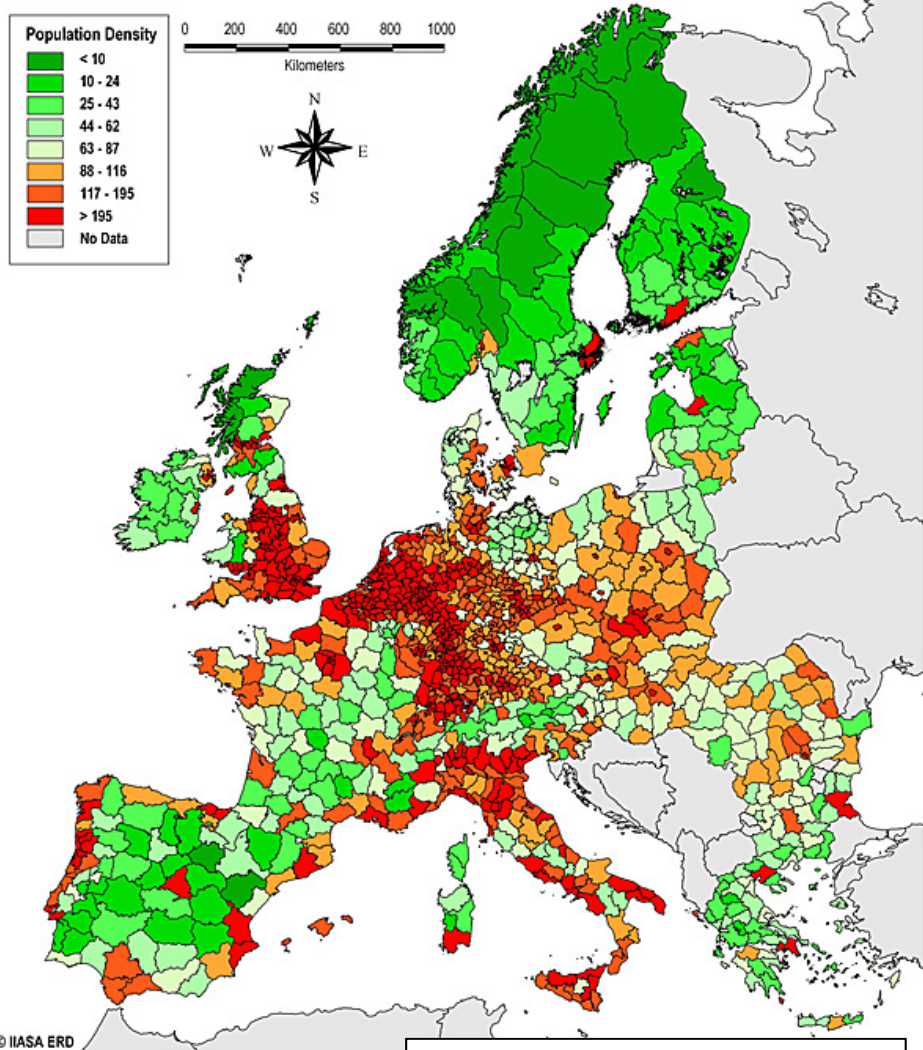 Population Density
< 10
10 - 24
25 - 43
44 - 62
63 - 87
88 - 116
117 - 195
> 195
No Data
0 200 400 600 800 1000
Kilometers
N
W E
S
© IIASA ERD